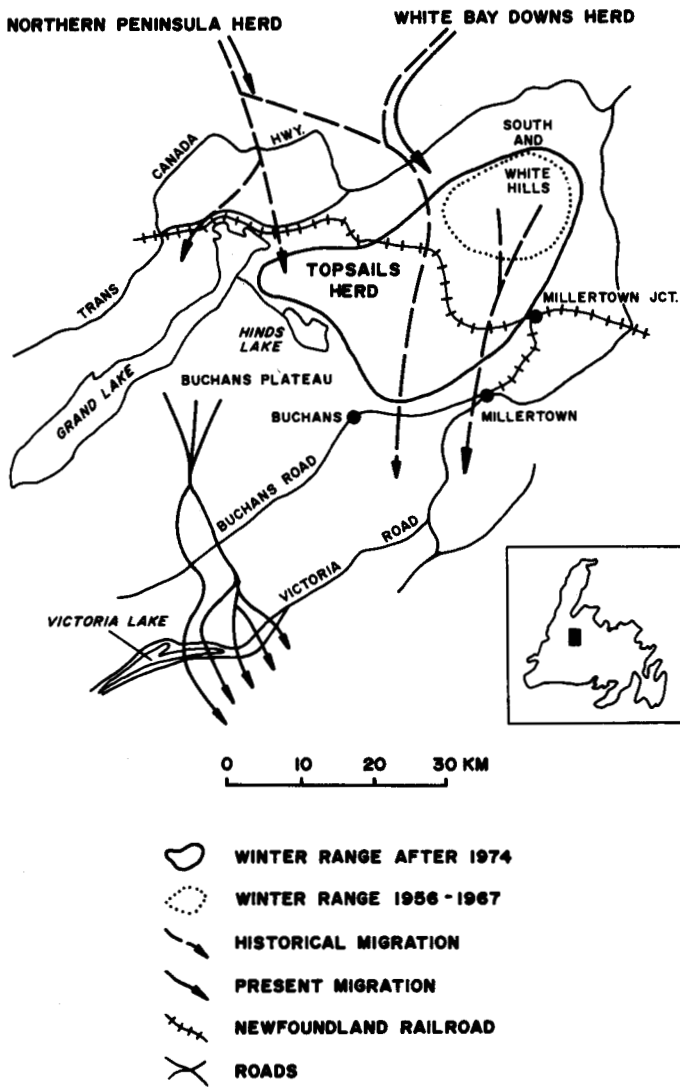 NORTHERN PENINSULA HERD
WHITE BAY DOWNS HERD
CANADA
HWY.
SOUTH AND
WHITE HILLS
TRANS
TOPSAILS
HERD
MILLERTOWN JCT.
HINDS
LAKE
GRAND LAKE
BUCHANS PLATEAU
BUCHANS
MILLERTOWN
BUCHANS ROAD
VICTORIA
ROAD
VICTORIA LAKE
0 10 20 30 KM
WINTER RANGE AFTER 1974
WINTER RANGE 1956-1967
HISTORICAL MIGRATION
PRESENT MIGRATION
NEWFOUNDLAND RAILROAD
ROADS